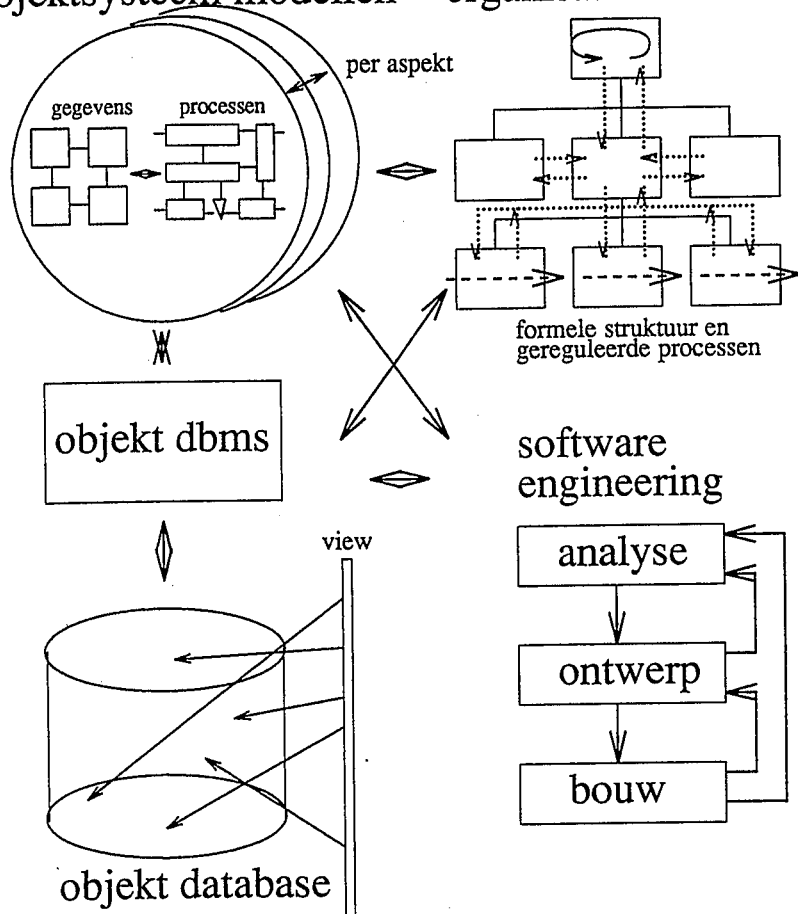 per aspekt
gegevens
processen
formele struktuur en
gereguleerde processen
objekt dbms
software
engineering
view
analyse
ontwerp
bouw
objekt database